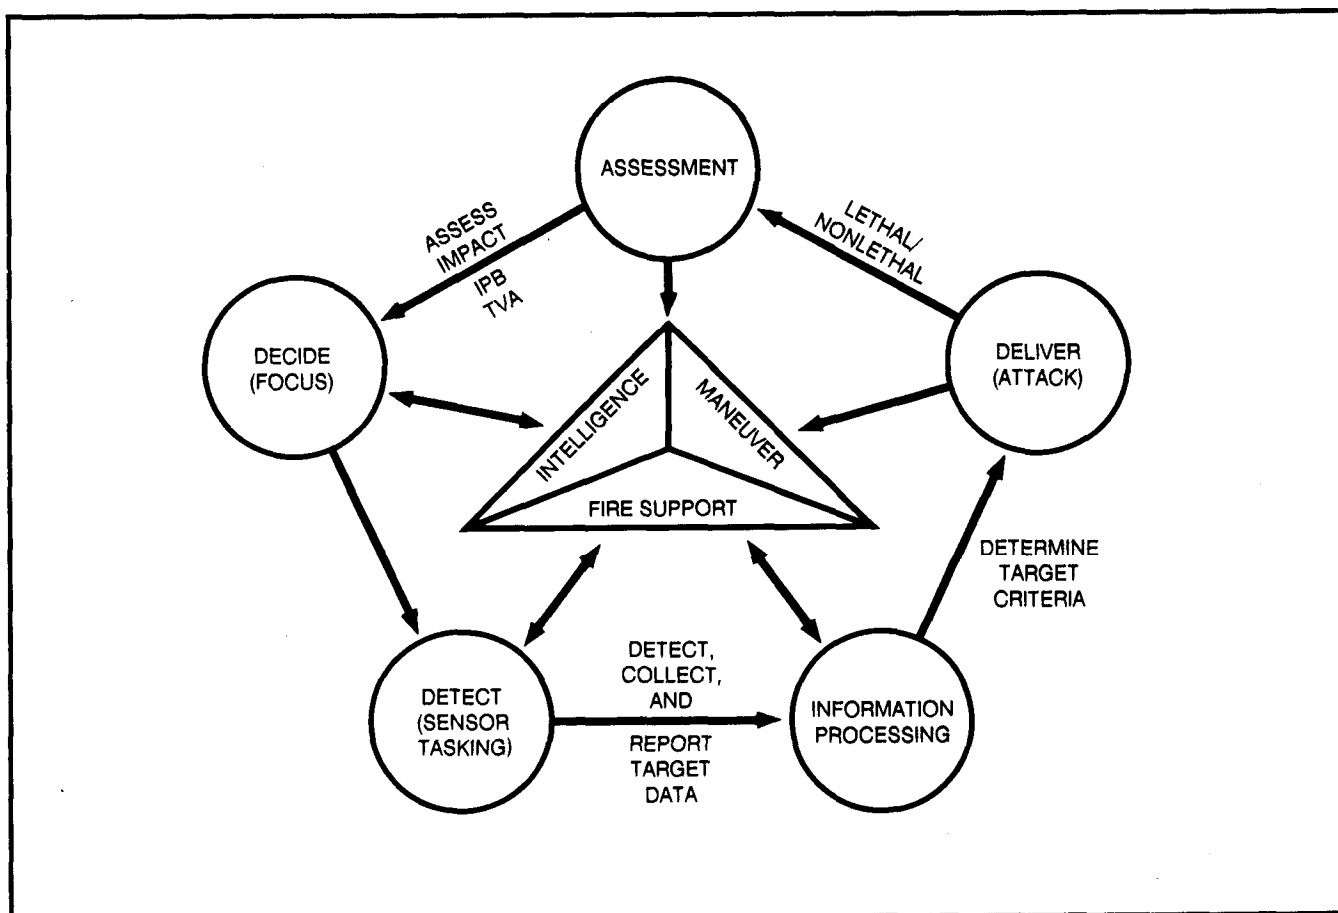 ASSESSMENT
ASSESS
IMPACT
IPB
TVA
LETHAL/
NONLETHAL
DECIDE
(FOCUS)
DELIVER
(ATTACK)
INTELLIGENCE
MANEUVER
FIRE SUPPORT
DETERMINE
TARGET
CRITERIA
DETECT
(SENSOR
TASKING)
DETECT,
COLLECT,
AND
REPORT
TARGET
DATA
INFORMATION
PROCESSING